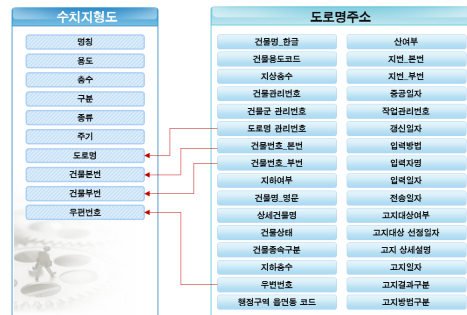 수치지형도
명칭
용도
층수
구분
종류
주기
도로명
건물본번
건물부번
우편번호
도로명주소
건물명_한글
건물용도코드
지상층수
건물관리번호
건물군 관리번호
도로명 관리번호
건물번호_본번
건물번호_부번
지하여부
건물명_영문
상세건물명
건물상태
건물종속구분
지하층수
우변번호
행정구역 읍면동 코드
산여부
지번_본번
지번_부번
준공일자
작업관리번호
갱신일자
입력방법
입력자명
입력일자
전송일자
고지대상여부
고지대상 선정일자
고지 상세설명
고지일자
고지결과구분
고지방법구분